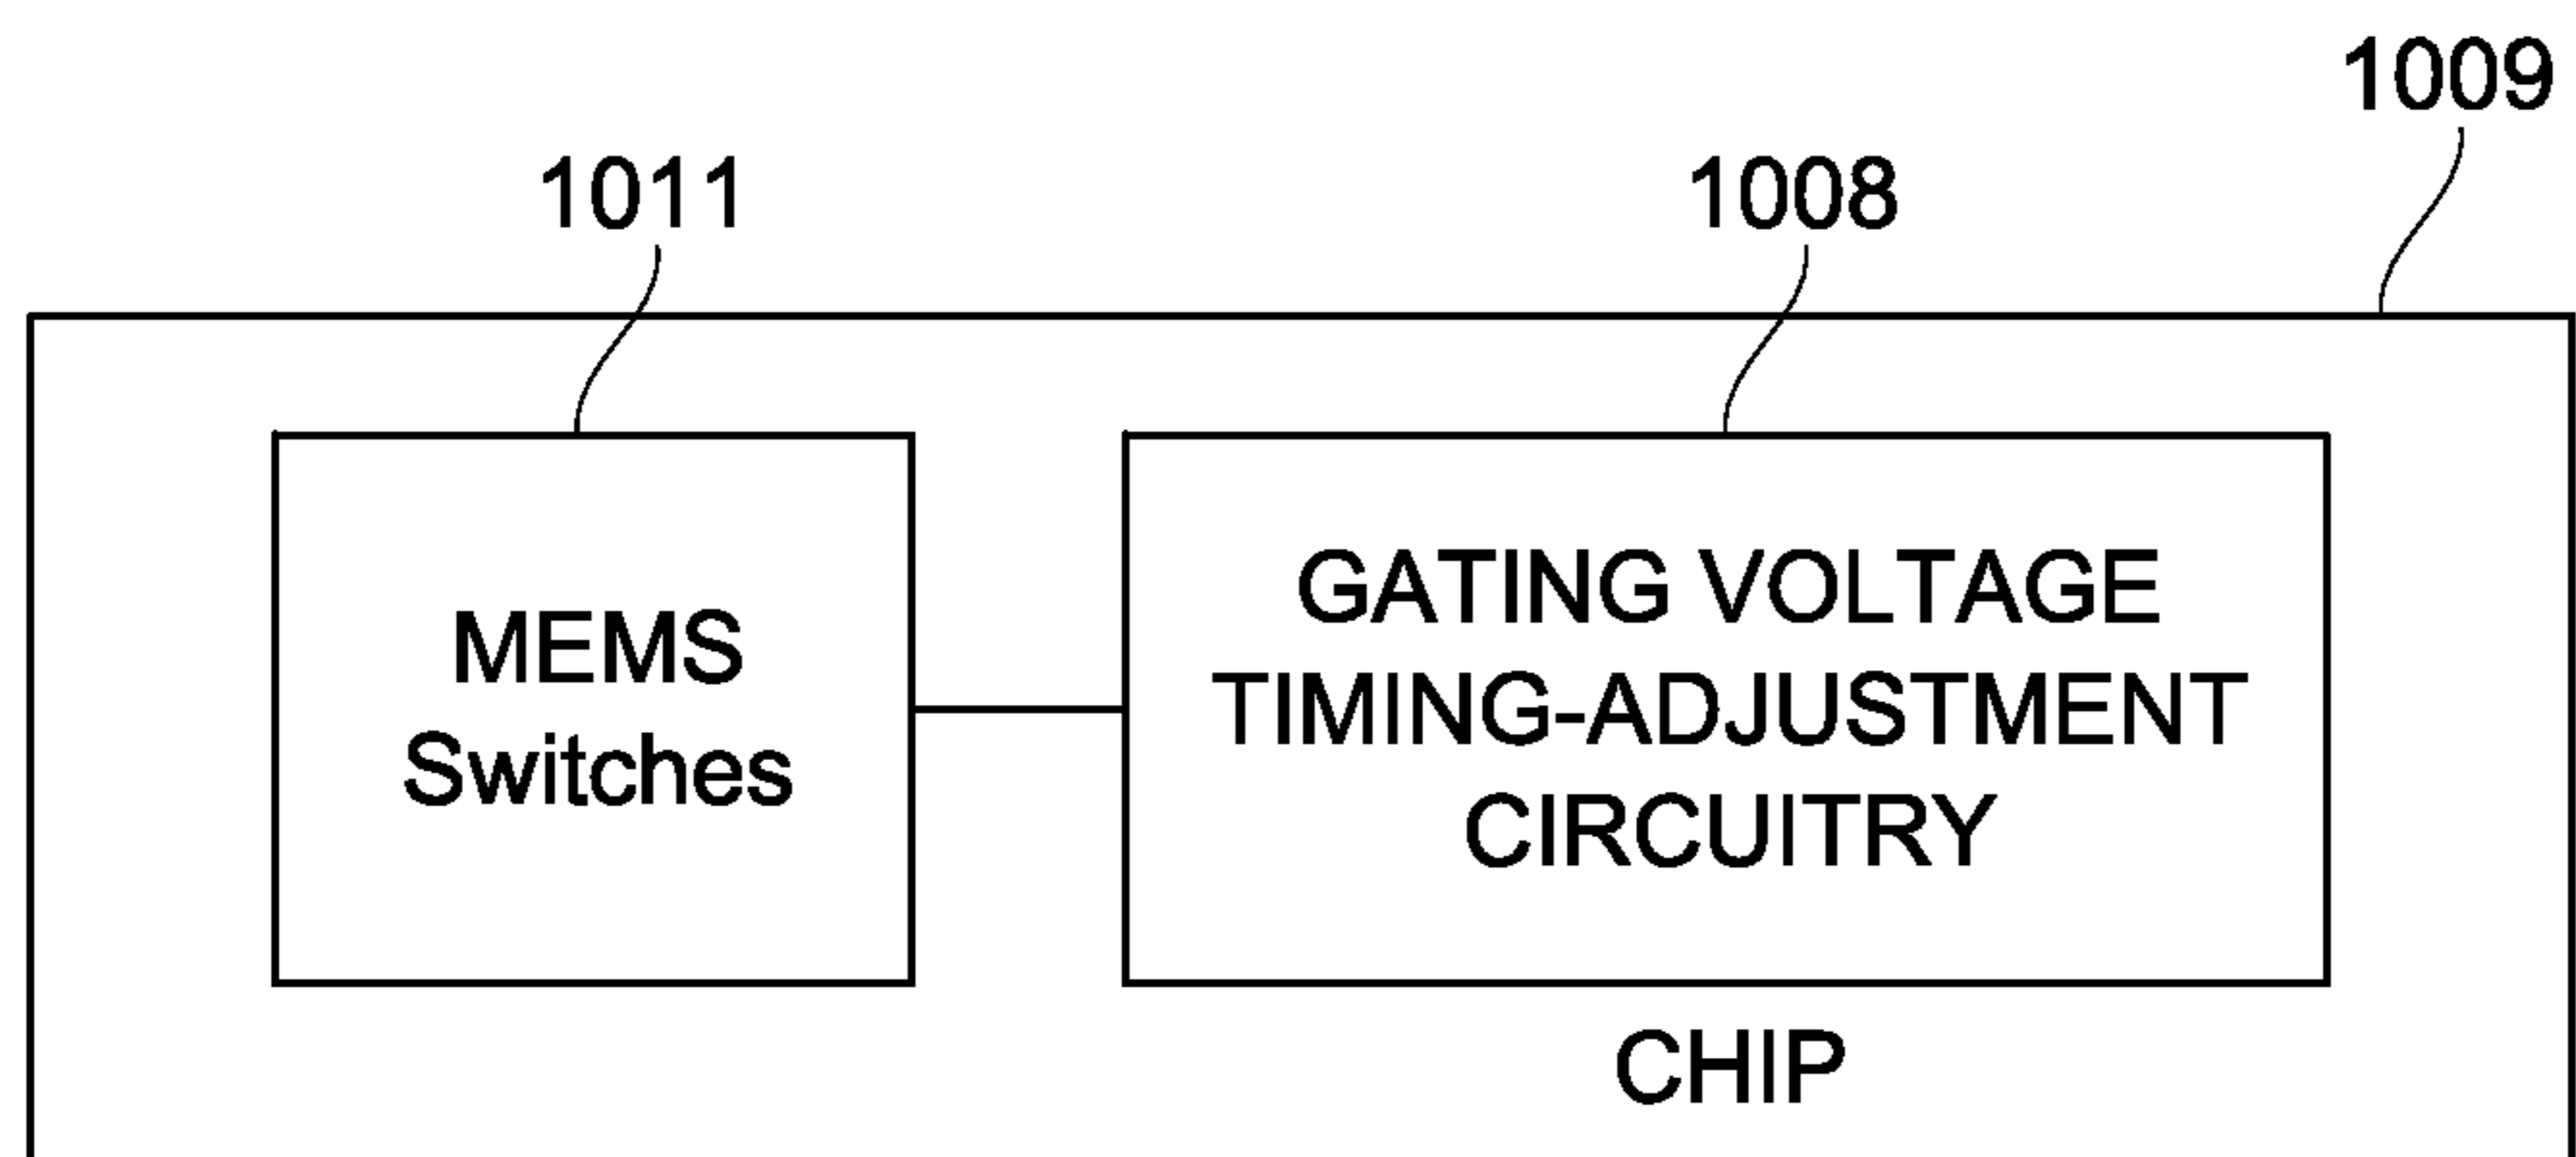 1009
1011
1008
MEMS
Switches
GATING VOLTAGE
TIMING-ADJUSTMENT
CIRCUITRY
CHIP